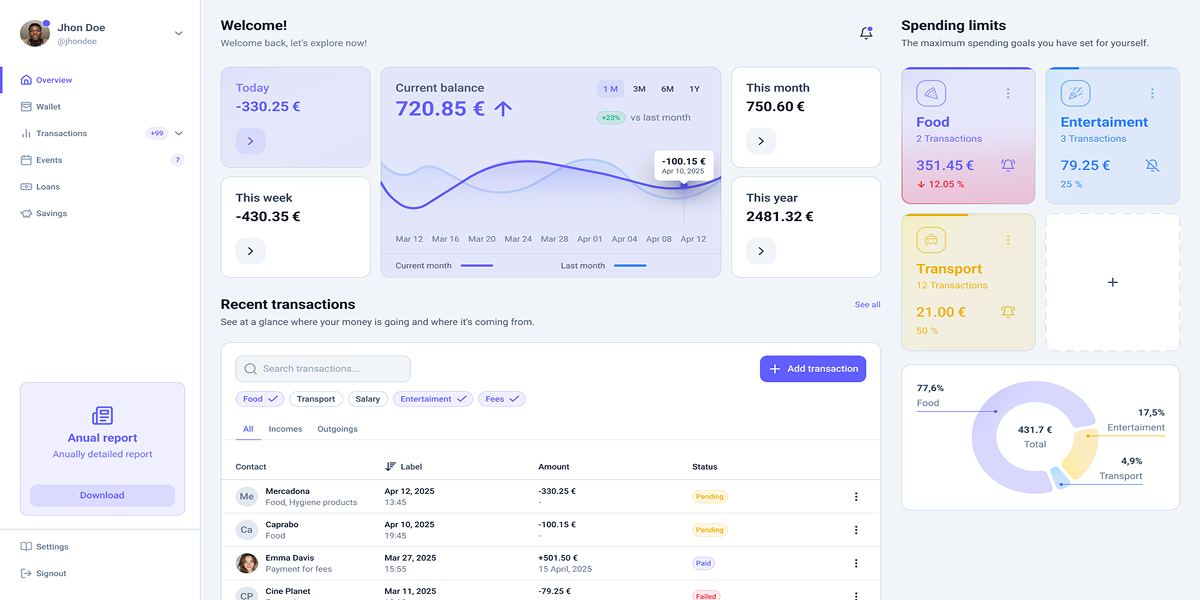 Jhon Doe
@jhondoe
Overview
Wallet
Transactions +99
Events 7
Loans
Savings
Anual report
Anually detailed report
Download
Settings
Signout
Welcome!
Welcome back, let's explore now!
Today
-330.25 €
This week
-430.35 €
Current balance
720.85 €
1 M 3M 6M 1Y
+23% vs last month
-100.15 €
Apr 10, 2025
Mar 12 Mar 16 Mar 20 Mar 24 Mar 28 Apr 01 Apr 04 Apr 08 Apr 12
Current month Last month
This month
750.60 €
This year
2481.32 €
Recent transactions
See all
See at a glance where your money is going and where it's coming from.
Search transactions...
Add transaction
Food Transport Salary Entertaiment Fees
All Incomes Outgoings
Contact Label Amount Status
Me Mercadona Apr 12, 2025 -330.25 € Pending
Food, Hygiene products 13:45 -
Ca Caprabo Apr 10, 2025 -100.15 € Pending
Food 19:45 -
Emma Davis Mar 27, 2025 +501.50 € Paid
Payment for fees 15:55 15 April, 2025
CP Cine Planet Mar 11, 2025 -79.25 € Failed
Spending limits
The maximum spending goals you have set for yourself.
Food
2 Transactions
351.45 €
12.05 %
Entertaiment
3 Transactions
79.25 €
25 %
Transport
12 Transactions
21.00 €
50 %
+
77,6%
Food
431.7 €
Total
17,5%
Entertaiment
4,9%
Transport